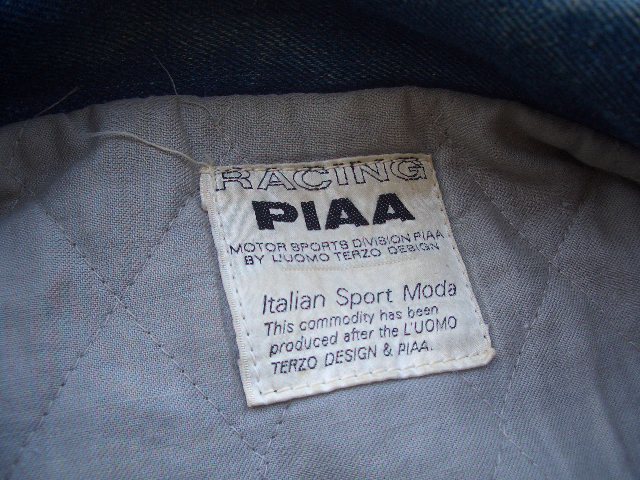 RACING
PIAA
MOTOR SPORTS DIVISION PIAA
BY L'UOMO TERZO DESIGN
Italian Sport Moda
This commodity has been
produced after the L'UOMO
TERZO DESIGN & PIAA.